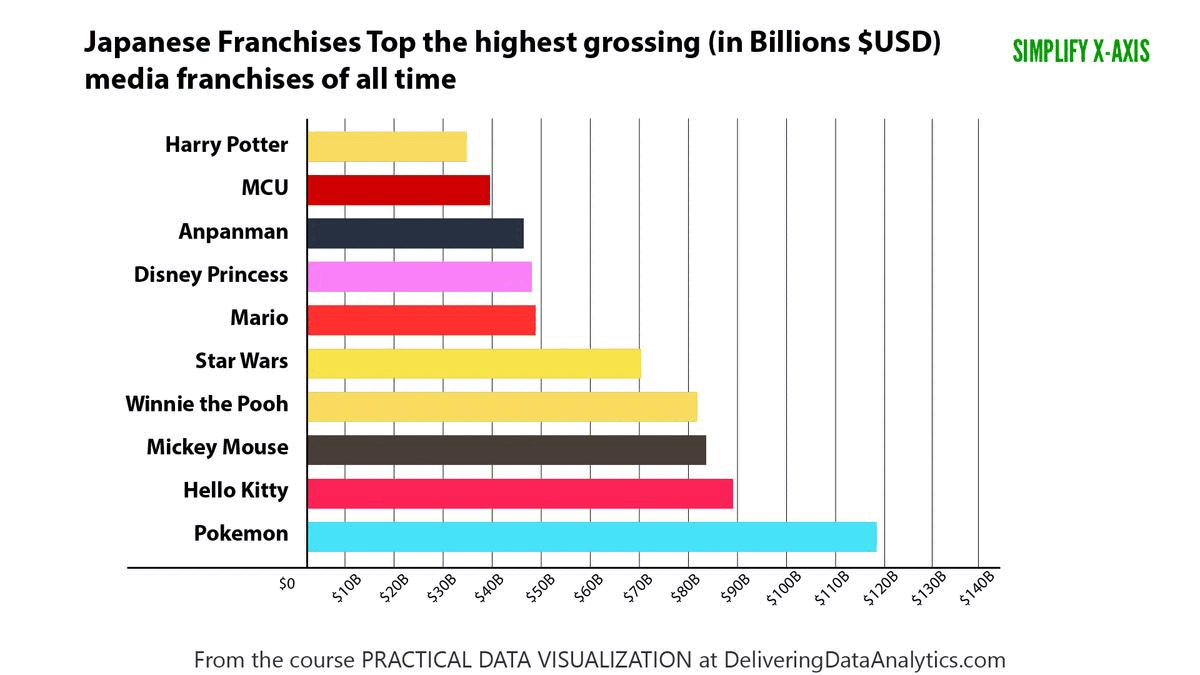 Japanese Franchises Top the highest grossing (in Billions $USD)
media franchises of all time
SIMPLIFY X-AXIS
Harry Potter
MCU
Anpanman
Disney Princess
Mario
Star Wars
Winnie the Pooh
Mickey Mouse
Hello Kitty
Pokemon
$0 $10B $20B $30B $40B $50B $60B $70B $80B $90B $100B $110B $120B $130B $140B
From the course PRACTICAL DATA VISUALIZATION at DeliveringDataAnalytics.com